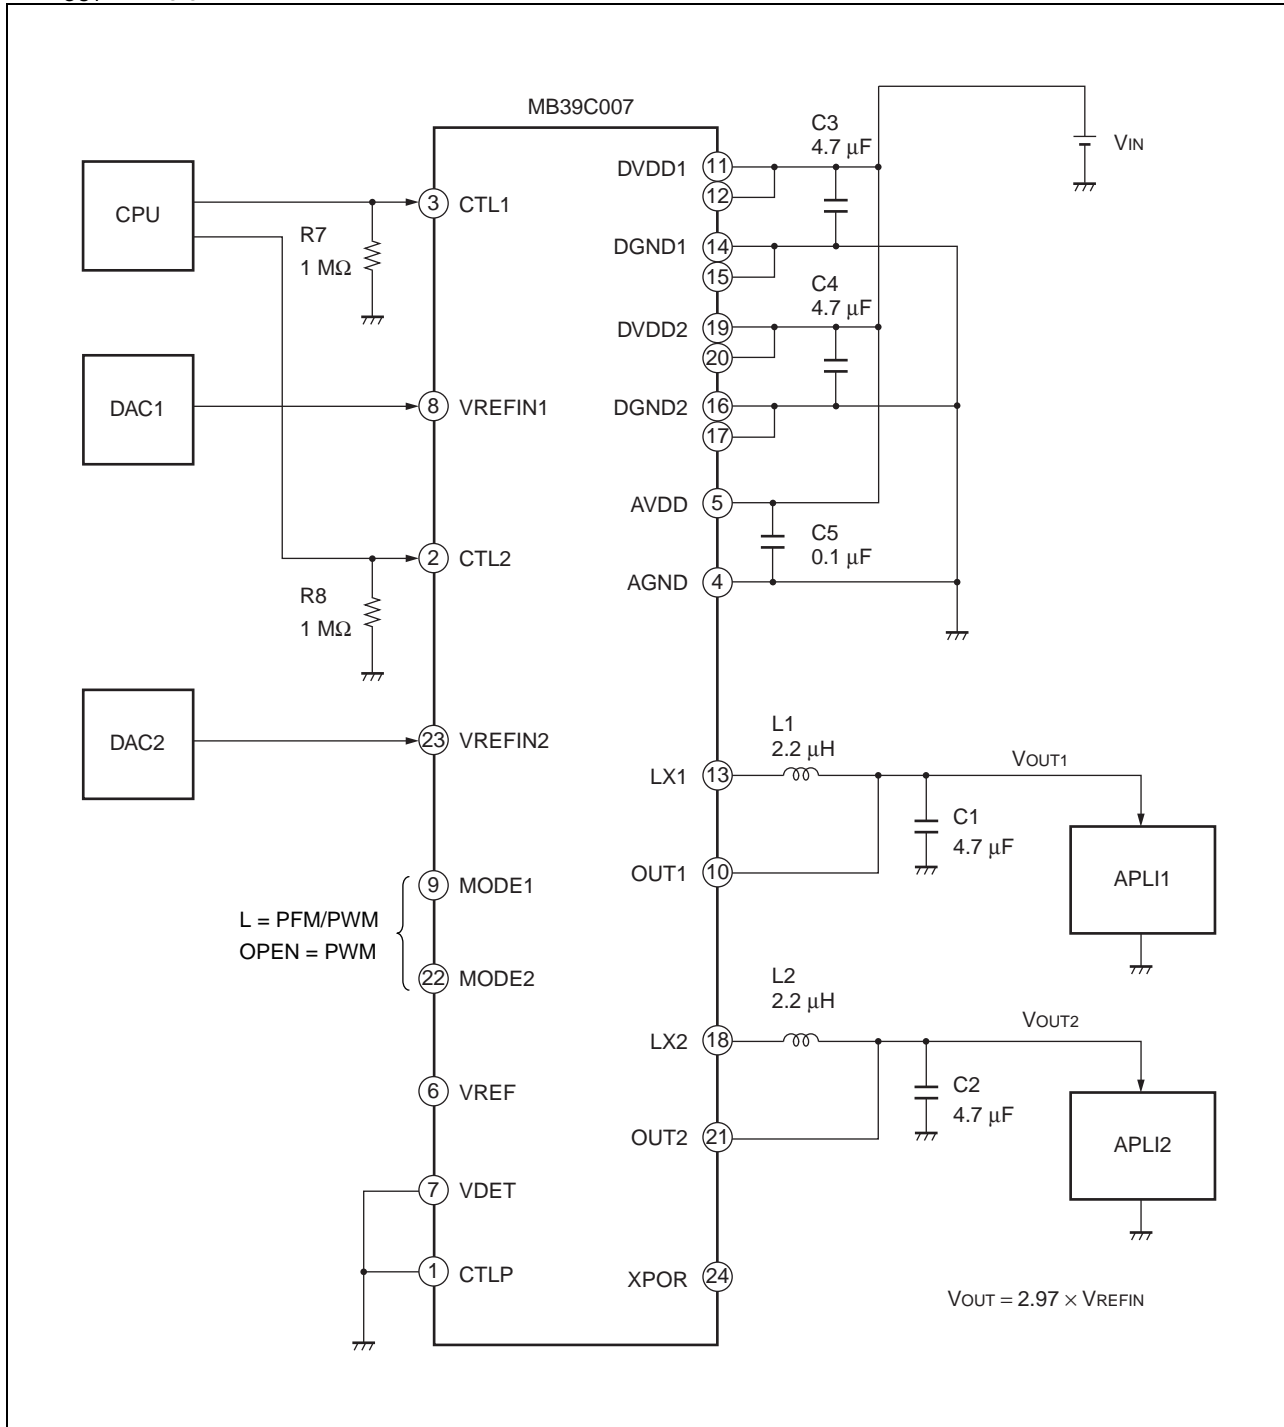 MB39C007
CPU
R7
1 MΩ
3 CTL1
DAC1
8 VREFIN1
2 CTL2
R8
1 MΩ
DAC2
23 VREFIN2
9 MODE1
L = PFM/PWM
OPEN = PWM
22 MODE2
6 VREF
7 VDET
1 CTLP
DVDD1 11
12
C3
4.7 μF
VIN
DGND1 14
15
C4
4.7 μF
DVDD2 19
20
DGND2 16
17
AVDD 5
C5
0.1 μF
AGND 4
L1
2.2 μH
LX1 13
VOUT1
C1
4.7 μF
OUT1 10
APLI1
L2
2.2 μH
LX2 18
VOUT2
C2
4.7 μF
OUT2 21
APLI2
XPOR 24
VOUT = 2.97 × VREFIN